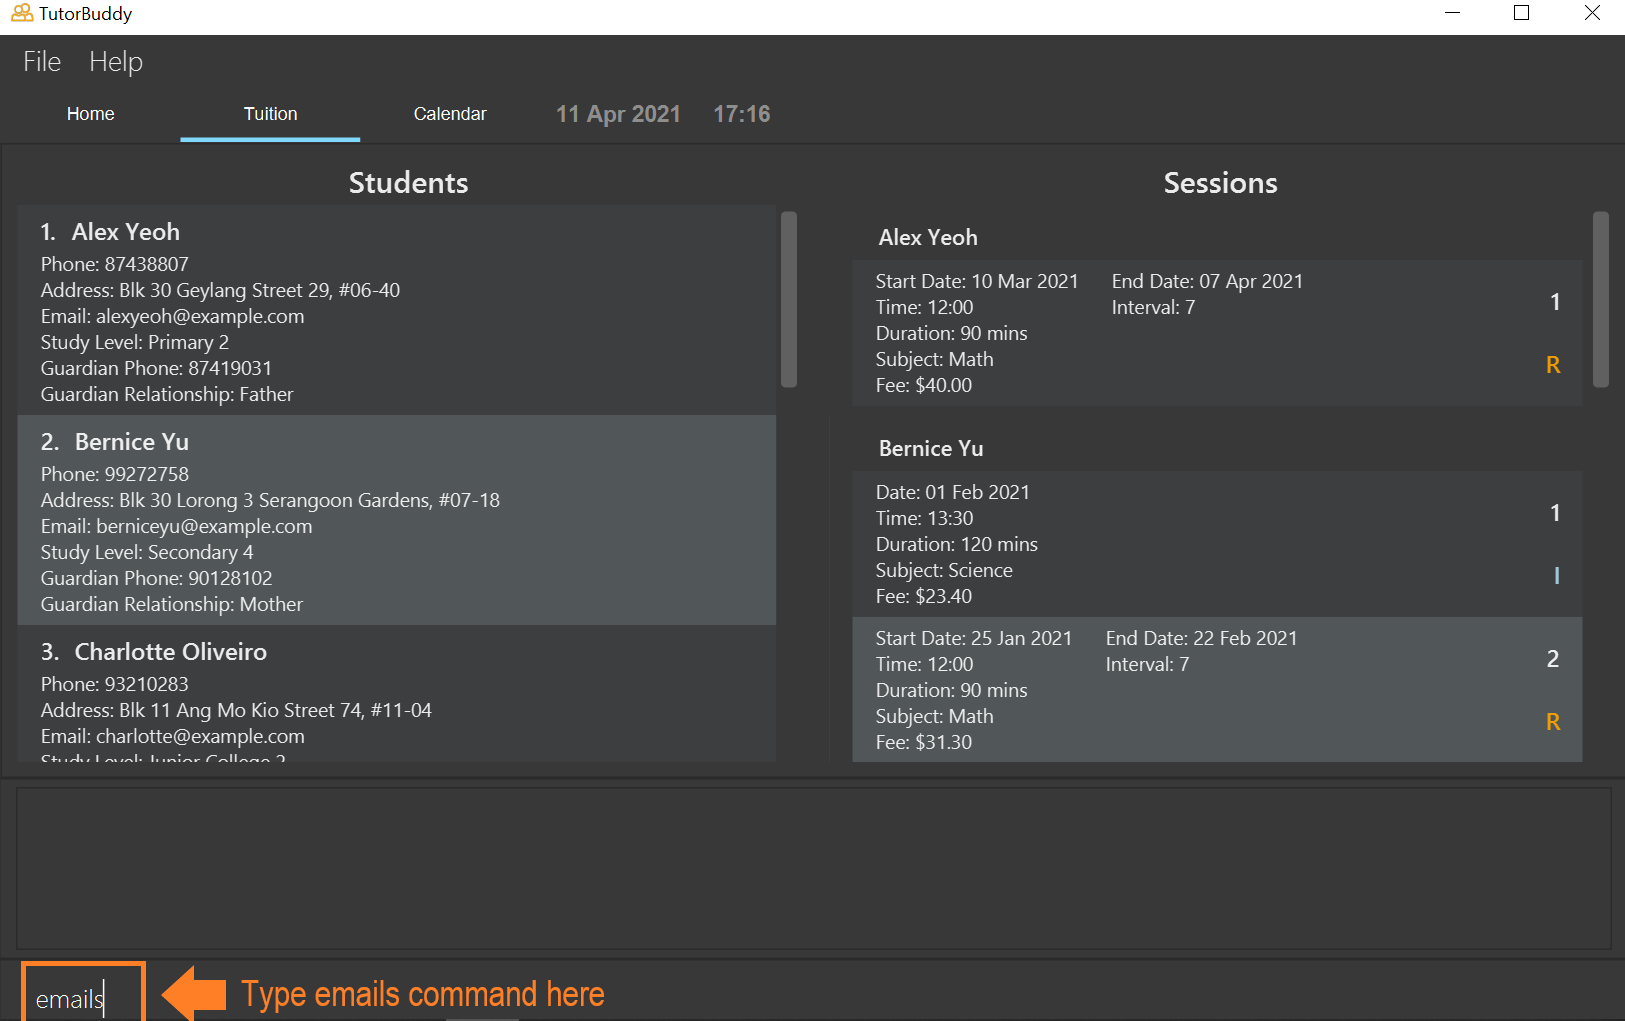 TutorBuddy
File Help
Home Tuition Calendar 11 Apr 2021 17:16
Students
1. Alex Yeoh
Phone: 87438807
Address: Blk 30 Geylang Street 29, #06-40
Email: alexyeoh@example.com
Study Level: Primary 2
Guardian Phone: 87419031
Guardian Relationship: Father
2. Bernice Yu
Phone: 99272758
Address: Blk 30 Lorong 3 Serangoon Gardens, #07-18
Email: berniceyu@example.com
Study Level: Secondary 4
Guardian Phone: 90128102
Guardian Relationship: Mother
3. Charlotte Oliveiro
Phone: 93210283
Address: Blk 11 Ang Mo Kio Street 74, #11-04
Email: charlotte@example.com
Study Level: Junior College 2
Sessions
Alex Yeoh
Start Date: 10 Mar 2021 End Date: 07 Apr 2021
Time: 12:00 Interval: 7
1
Duration: 90 mins
Subject: Math
R
Fee: $40.00
Bernice Yu
Date: 01 Feb 2021
Time: 13:30
1
Duration: 120 mins
Subject: Science
I
Fee: $23.40
Start Date: 25 Jan 2021 End Date: 22 Feb 2021
Time: 12:00 Interval: 7
2
Duration: 90 mins
Subject: Math
R
Fee: $31.30
emails
Type emails command here